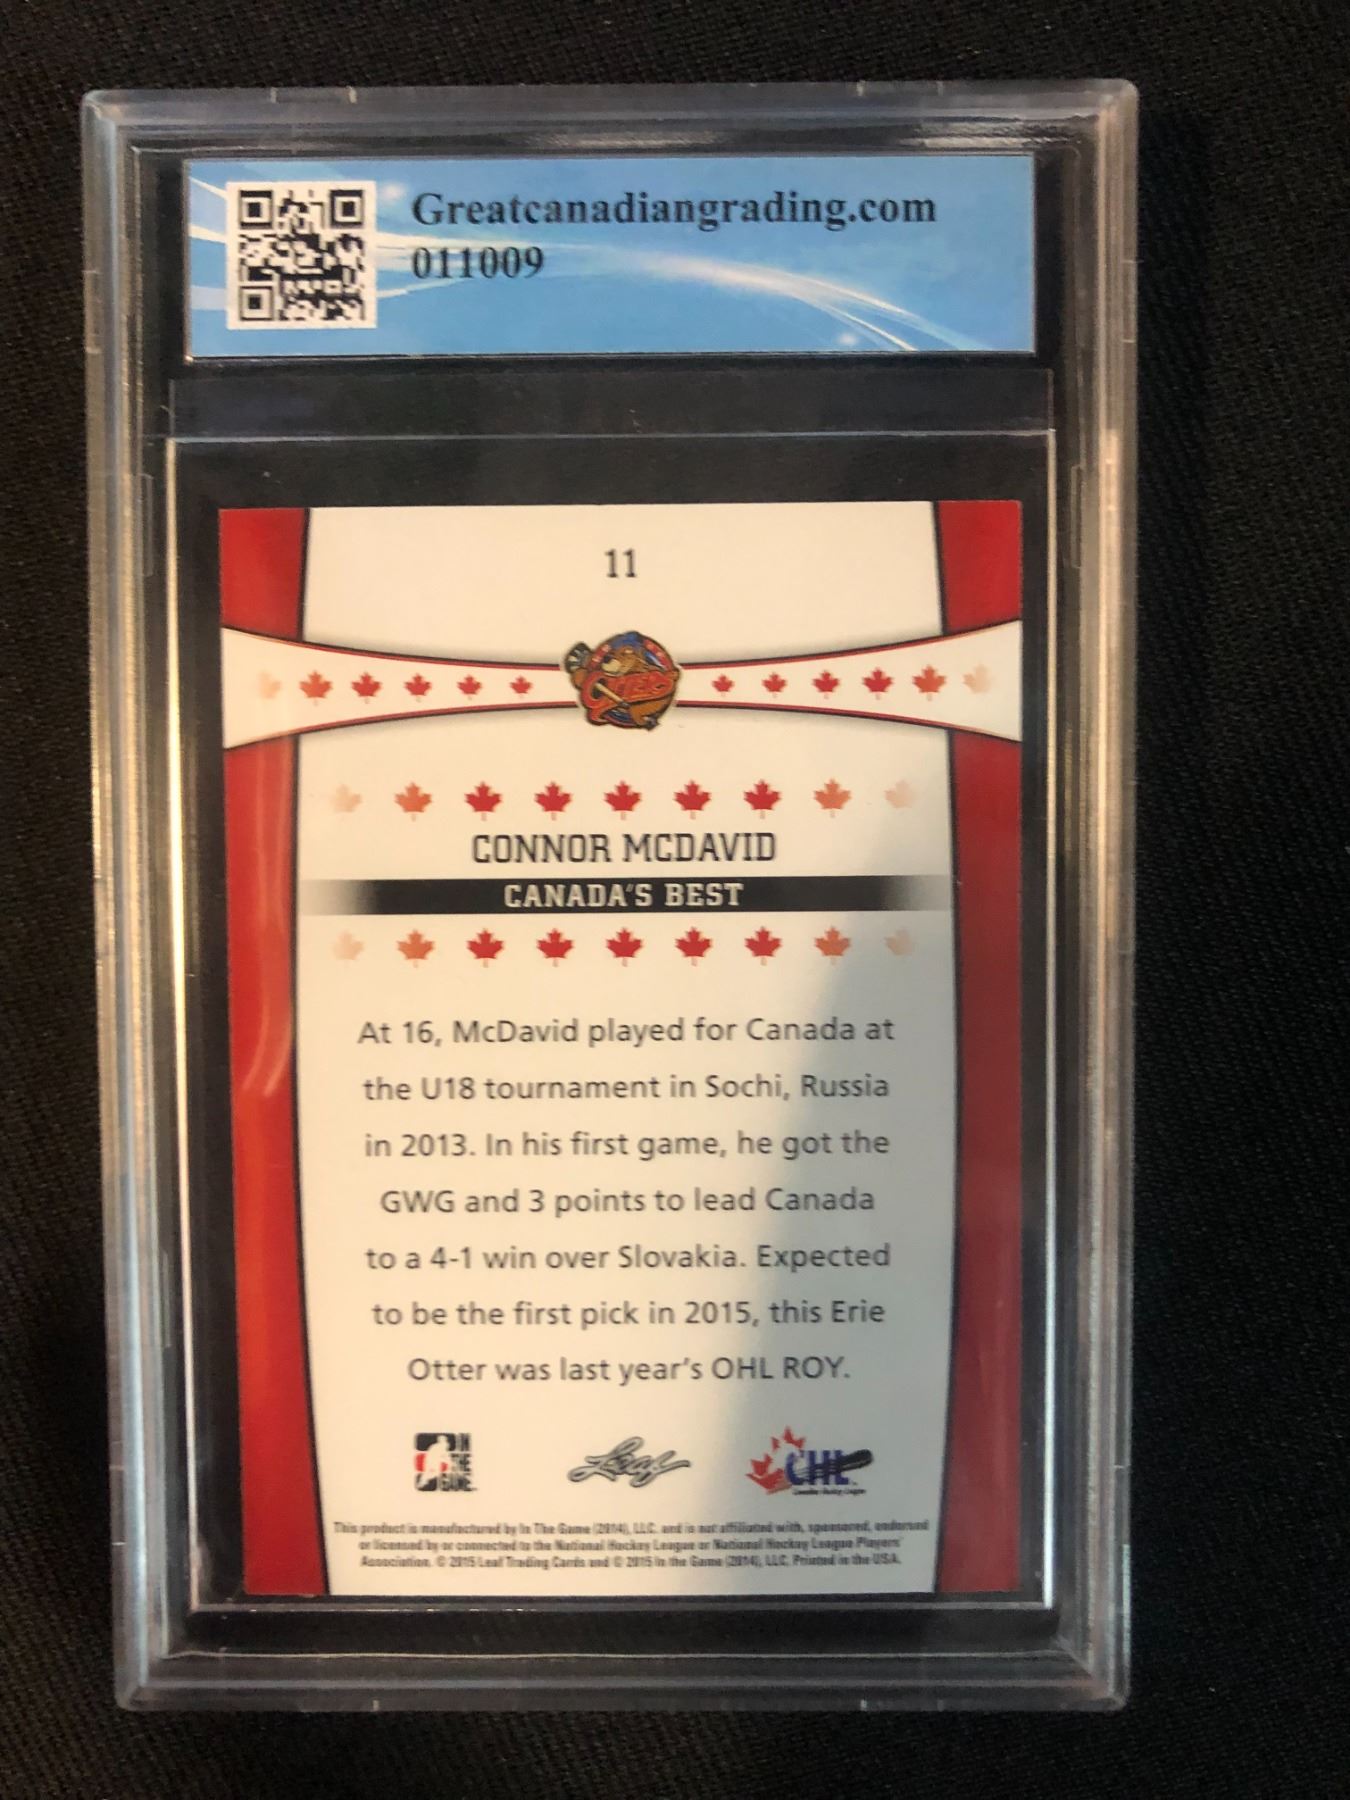 Greatcanadiangrading.com
011009
11
OTTERS
CONNOR MCDAVID
CANADA'S BEST
At 16, McDavid played for Canada at
the U18 tournament in Sochi, Russia
in 2013. In his first game, he got the
GWG and 3 points to lead Canada
to a 4-1 win over Slovakia. Expected
to be the first pick in 2015, this Erie
Otter was last year's OHL ROY.
IN
THE
GAME
Leaf
CHL
Canadian Hockey League
This product is manufactured by In The Game (2014), LLC. and is not affiliated with, sponsored, endorsed
or licensed by or connected to the National Hockey League or National Hockey League Players'
Association. © 2015 Leaf Trading Cards and © 2015 In the Game (2014), LLC, Printed in the USA.